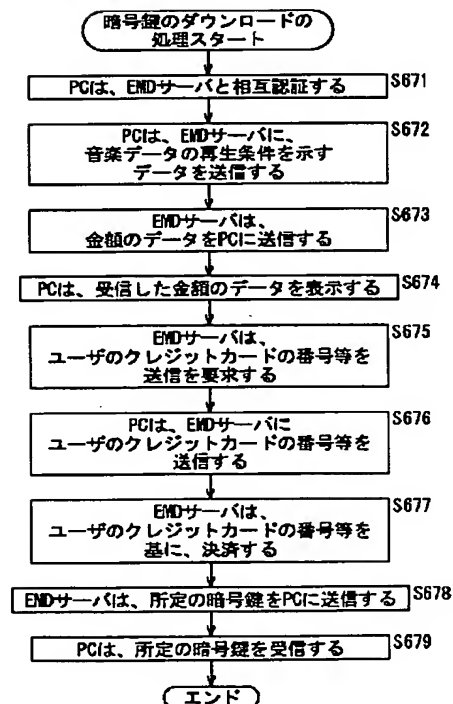 暗号鍵のダウンロードの
処理スタート
PCは、EMDサーバと相互認証する
S671
PCは、EMDサーバに、
音楽データの再生条件を示す
データを送信する
S672
EMDサーバは、
金額のデータをPCに送信する
S673
PCは、受信した金額のデータを表示する
S674
EMDサーバは、
ユーザのクレジットカードの番号等を
送信を要求する
S675
PCは、EMDサーバに
ユーザのクレジットカードの番号等を
送信する
S676
EMDサーバは、
ユーザのクレジットカードの番号等を
基に、決済する
S677
EMDサーバは、所定の暗号鍵をPCに送信する
S678
PCは、所定の暗号鍵を受信する
S679
エンド